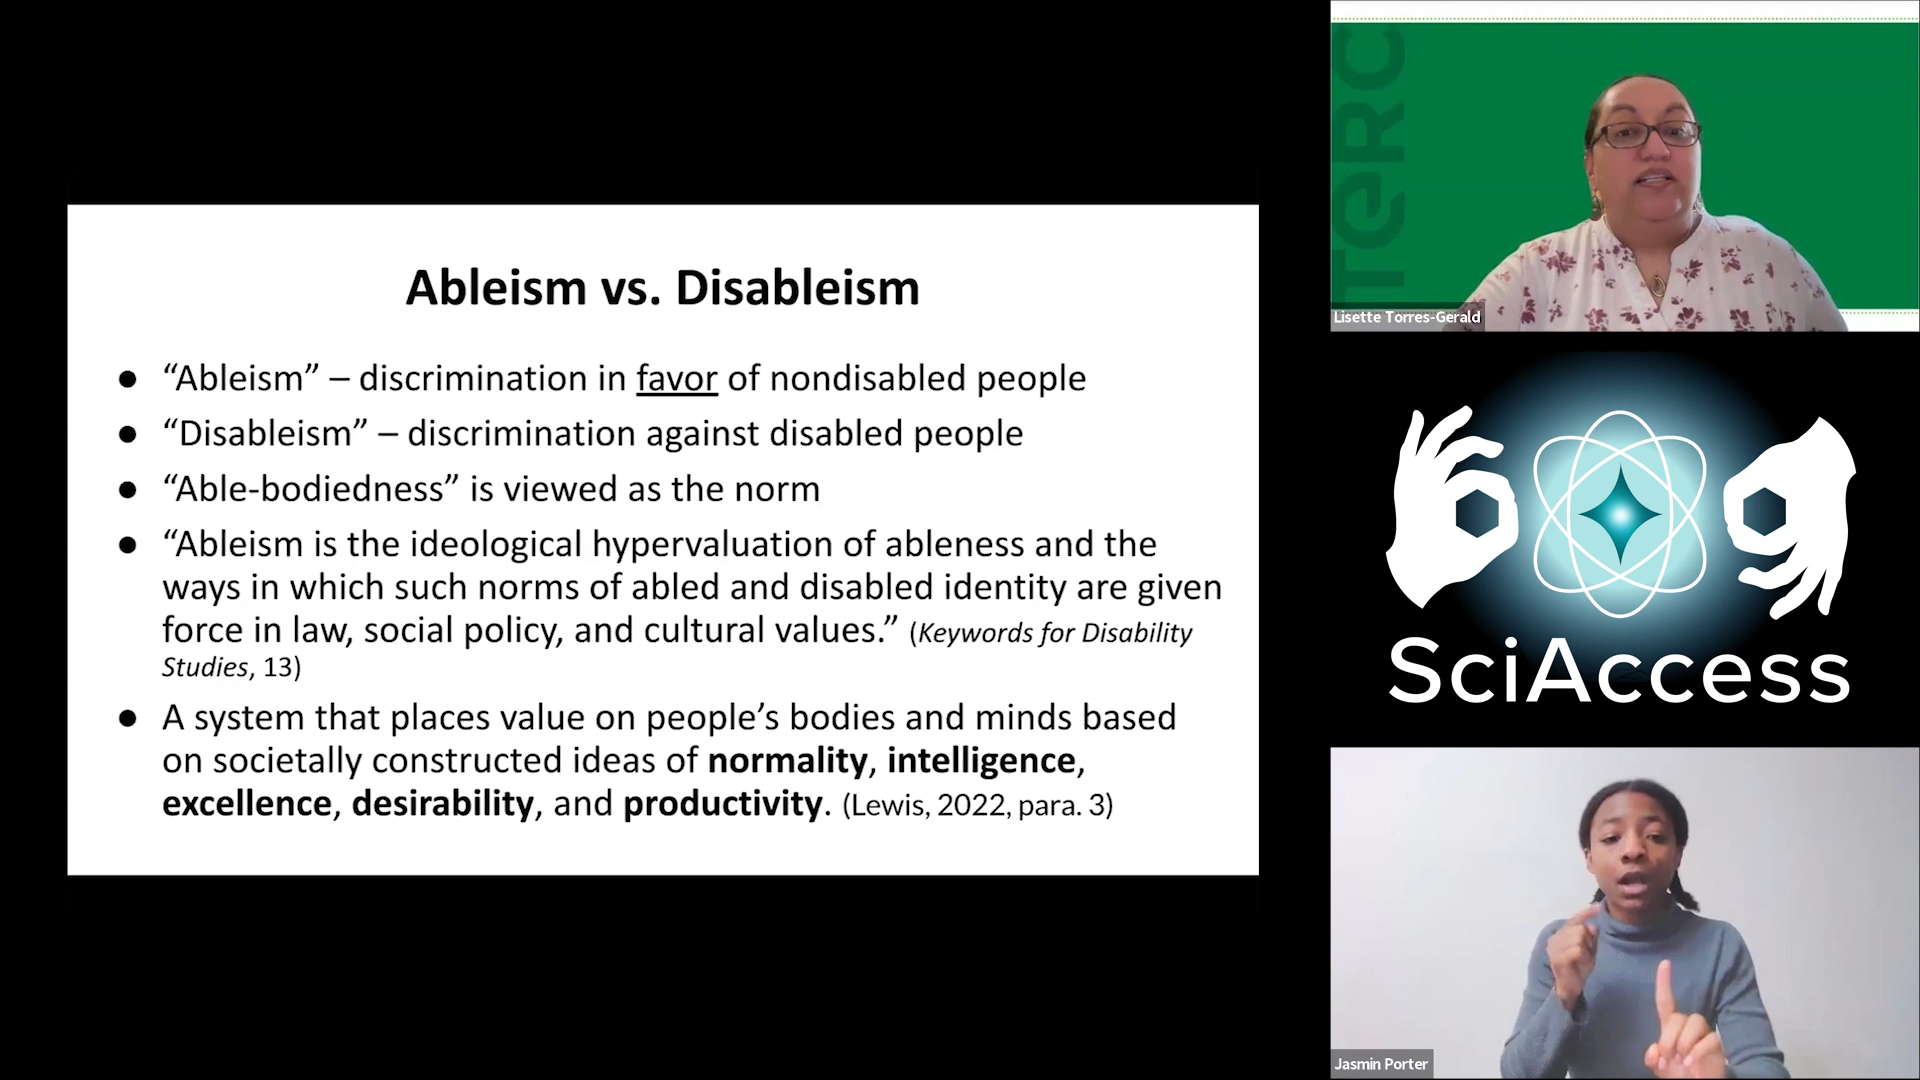 Ableism vs. Disableism
● “Ableism” – discrimination in favor of nondisabled people
● “Disableism” – discrimination against disabled people
● “Able-bodiedness” is viewed as the norm
● “Ableism is the ideological hypervaluation of ableness and the
ways in which such norms of abled and disabled identity are given
force in law, social policy, and cultural values.” (Keywords for Disability
Studies, 13)
● A system that places value on people’s bodies and minds based
on societally constructed ideas of normality, intelligence,
excellence, desirability, and productivity. (Lewis, 2022, para. 3)
TeRC
Lisette Torres-Gerald
SciAccess
Jasmin Porter